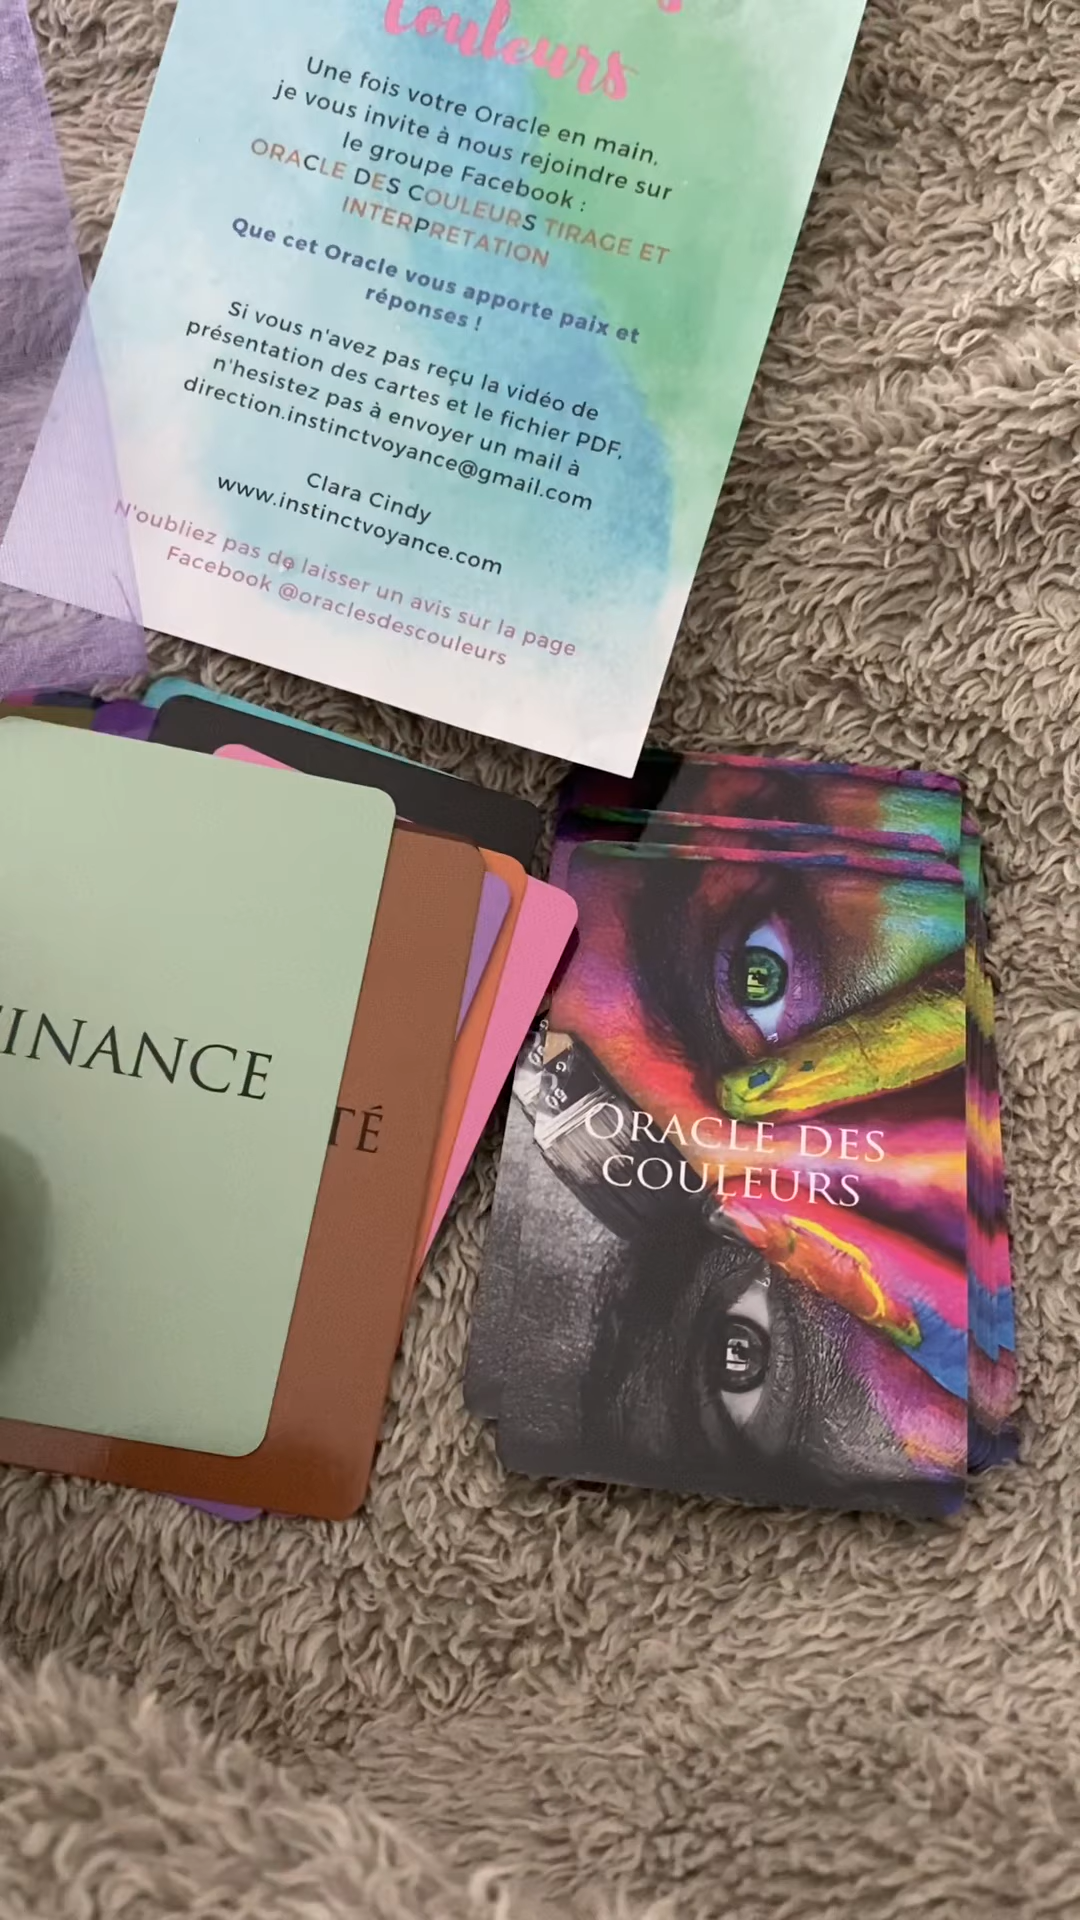 Couleurs
Une fois votre Oracle en main,
je vous invite à nous rejoindre sur
le groupe Facebook :
ORACLE DES COULEURS TIRAGE ET
INTERPRETATION
Que cet Oracle vous apporte paix et
réponses !
Si vous n'avez pas reçu la vidéo de
présentation des cartes et le fichier PDF,
n'hesistez pas à envoyer un mail à
direction.instinctvoyance@gmail.com
Clara Cindy
www.instinctvoyance.com
N'oubliez pas de laisser un avis sur la page
Facebook @oraclesdescouleurs
INANCE
TÉ
ORACLE DES
COULEURS